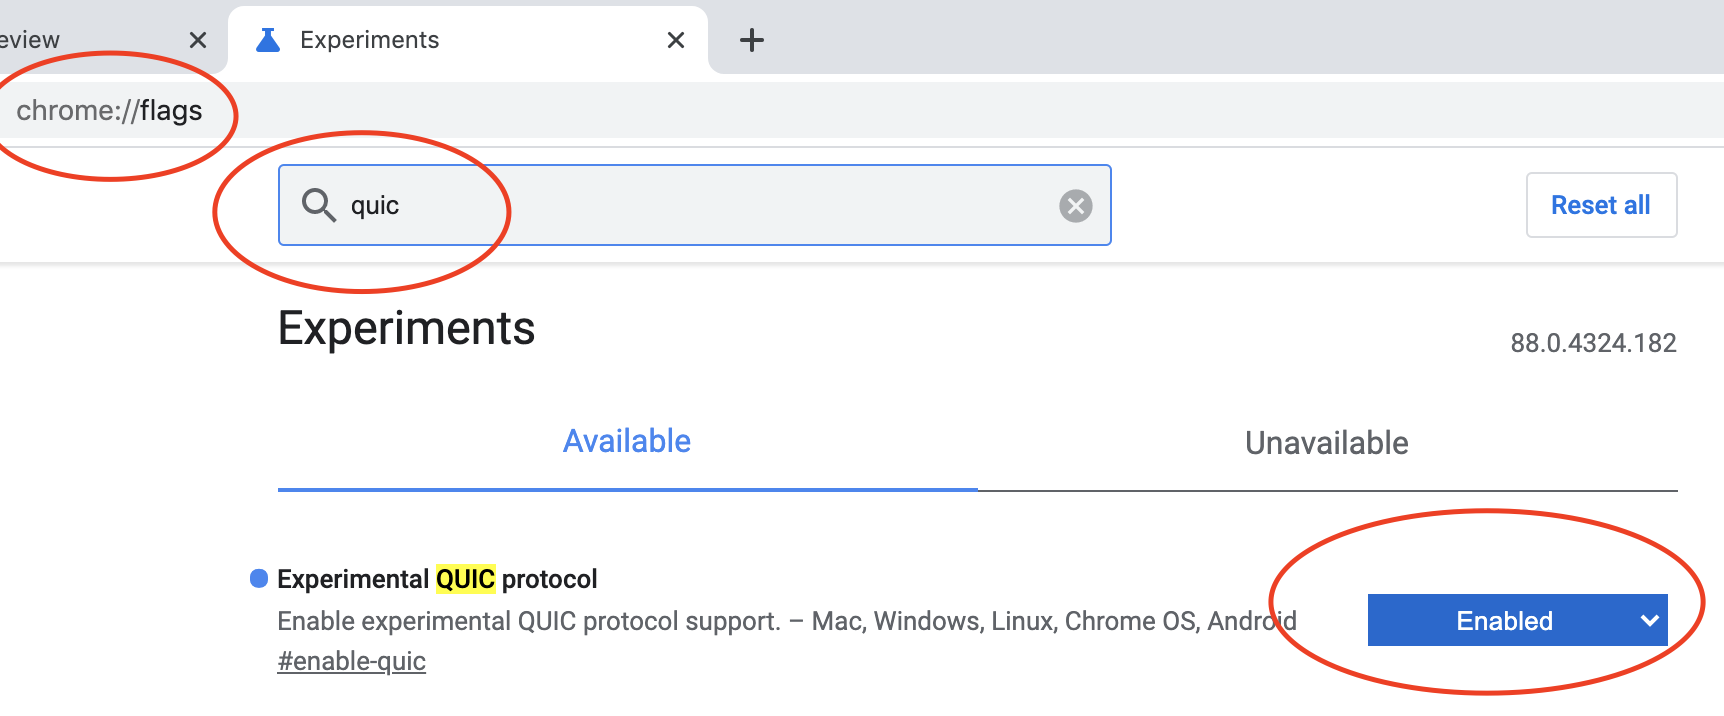 eview
Experiments
chrome://flags
quic
Reset all
Experiments
88.0.4324.182
Available
Unavailable
Experimental QUIC protocol
Enable experimental QUIC protocol support. – Mac, Windows, Linux, Chrome OS, Android
Enabled
#enable-quic